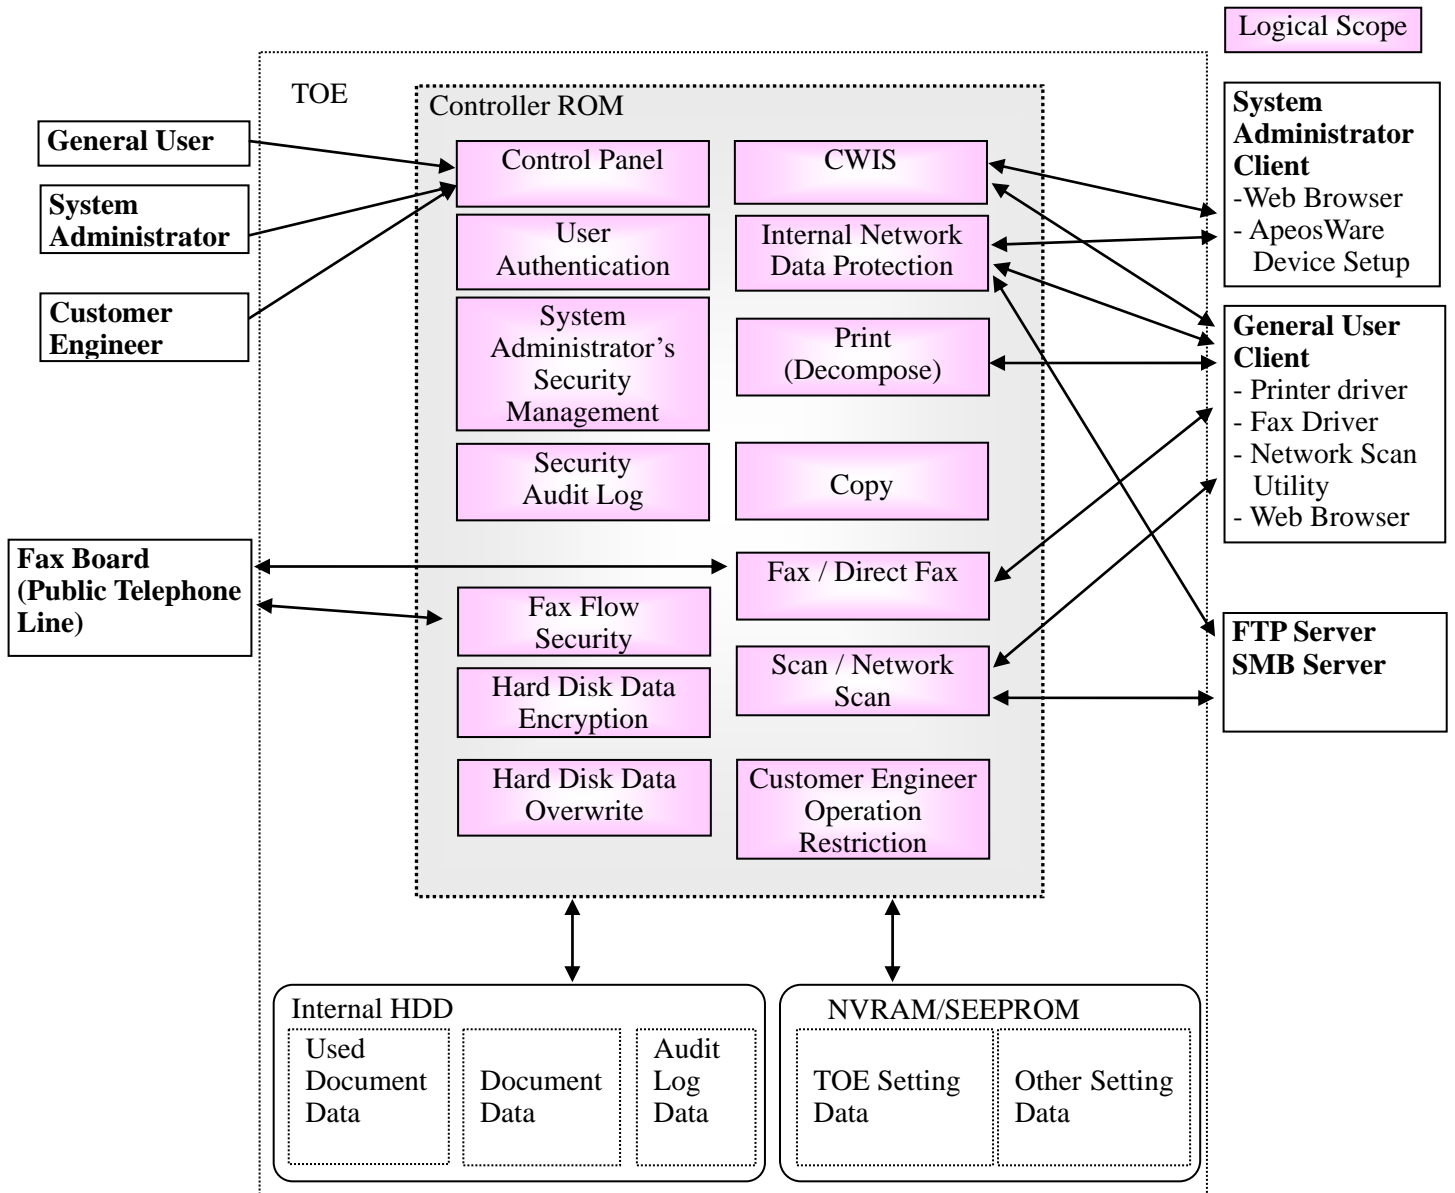 Logical Scope
TOE
Controller ROM
General User
System
Administrator
Customer
Engineer
Fax Board
(Public Telephone
Line)
Control Panel
User
Authentication
System
Administrator’s
Security
Management
Security
Audit Log
Fax Flow
Security
Hard Disk Data
Encryption
Hard Disk Data
Overwrite
CWIS
Internal Network
Data Protection
Print
(Decompose)
Copy
Fax / Direct Fax
Scan / Network
Scan
Customer Engineer
Operation
Restriction
System
Administrator
Client
-Web Browser
- ApeosWare
Device Setup
General User
Client
- Printer driver
- Fax Driver
- Network Scan
Utility
- Web Browser
FTP Server
SMB Server
Internal HDD
Used
Document
Data
Document
Data
Audit
Log
Data
NVRAM/SEEPROM
TOE Setting
Data
Other Setting
Data